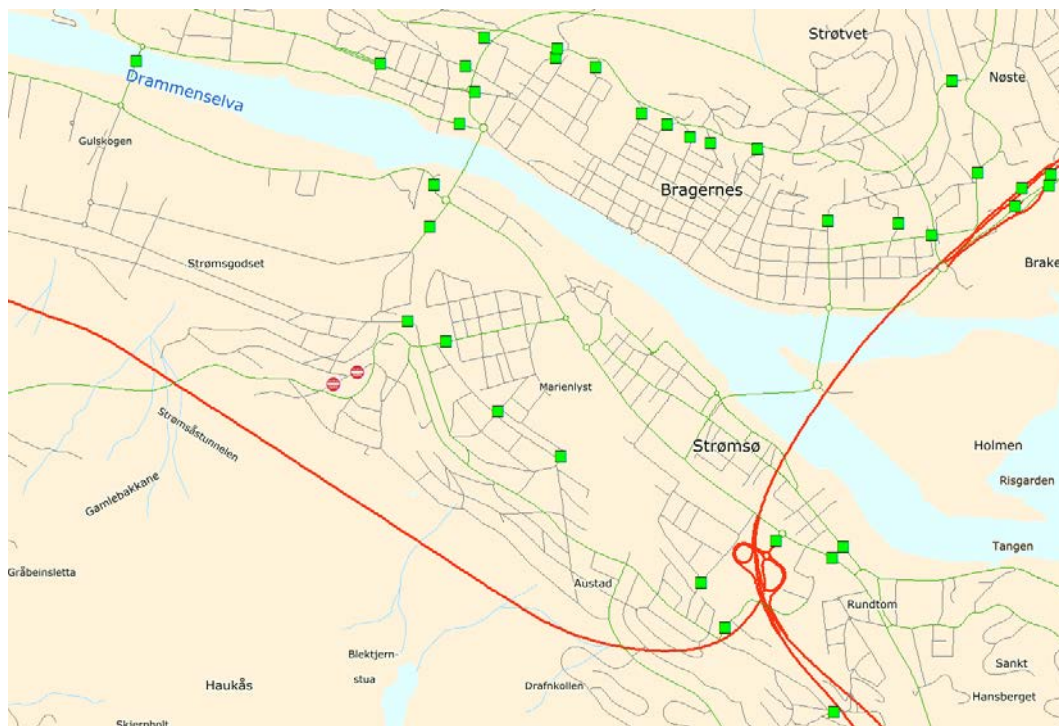 Strøtvet
Nøste
Drammenselva
Gulskogen
Bragernes
Strømsgodset
Brake
Marienlyst
Strømsåstunnelen
Strømsø
Holmen
Gamlebakkane
Risgarden
Tangen
Gråbeinsletta
Austad
Rundtom
Blektjern-
stua
Sankt
Haukås
Drafnkollen
Hansberget